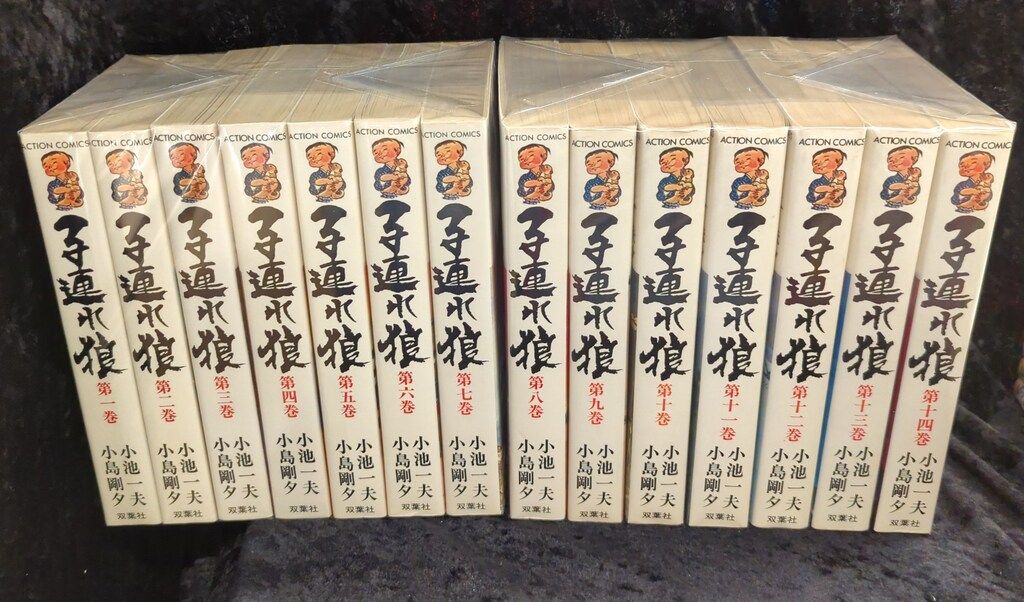 ACTION COMICS
子連れ狼
第一巻
小池一夫
小島剛夕
双葉社
ACTION COMICS
子連れ狼
第二巻
小池一夫
小島剛夕
双葉社
ACTION COMICS
子連れ狼
第三巻
小池一夫
小島剛夕
双葉社
ACTION COMICS
子連れ狼
第四巻
小池一夫
小島剛夕
双葉社
ACTION COMICS
子連れ狼
第五巻
小池一夫
小島剛夕
双葉社
ACTION COMICS
子連れ狼
第六巻
小池一夫
小島剛夕
双葉社
ACTION COMICS
子連れ狼
第七巻
小池一夫
小島剛夕
双葉社
ACTION COMICS
子連れ狼
第八巻
小池一夫
小島剛夕
双葉社
ACTION COMICS
子連れ狼
第九巻
小池一夫
小島剛夕
双葉社
ACTION COMICS
子連れ狼
第十巻
小池一夫
小島剛夕
双葉社
ACTION COMICS
子連れ狼
第十一巻
小池一夫
小島剛夕
双葉社
ACTION COMICS
子連れ狼
第十二巻
小池一夫
小島剛夕
双葉社
ACTION COMICS
子連れ狼
第十三巻
小池一夫
小島剛夕
双葉社
ACTION COMICS
子連れ狼
第十四巻
小池一夫
小島剛夕
双葉社